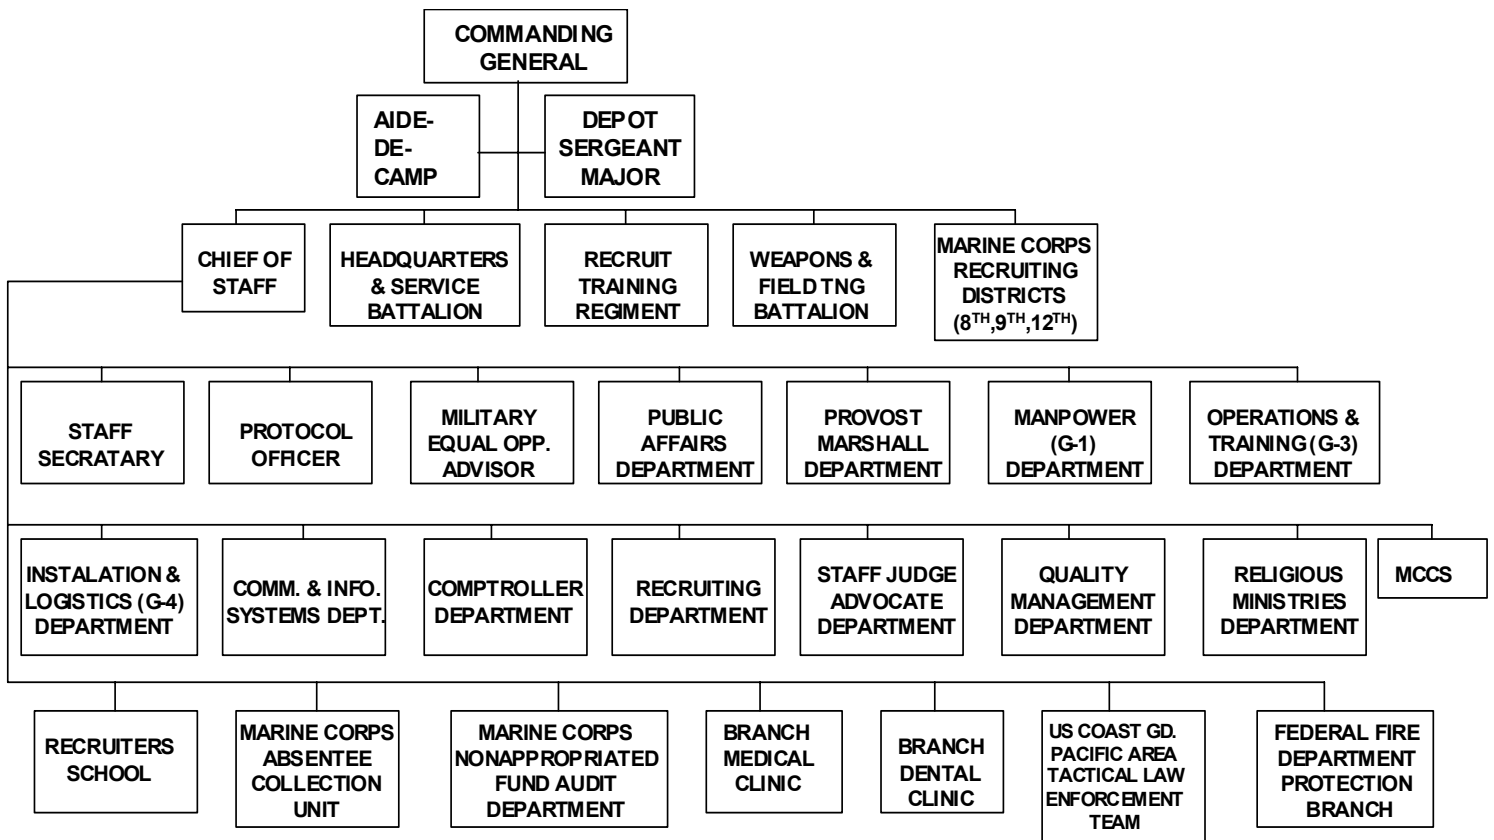 COMMANDING
GENERAL
AIDE-
DE-
CAMP
DEPOT
SERGEANT
MAJOR
CHIEF OF
STAFF
HEADQUARTERS
& SERVICE
BATTALION
RECRUIT
TRAINING
REGIMENT
WEAPONS &
FIELD TNG
BATTALION
MARINE CORPS
RECRUITING
DISTRICTS
(8TH,9TH,12TH)
STAFF
SECRATARY
PROTOCOL
OFFICER
MILITARY
EQUAL OPP.
ADVISOR
PUBLIC
AFFAIRS
DEPARTMENT
PROVOST
MARSHALL
DEPARTMENT
MANPOWER
(G-1)
DEPARTMENT
OPERATIONS &
TRAINING (G-3)
DEPARTMENT
INSTALATION &
LOGISTICS (G-4)
DEPARTMENT
COMM. & INFO.
SYSTEMS DEPT.
COMPTROLLER
DEPARTMENT
RECRUITING
DEPARTMENT
STAFF JUDGE
ADVOCATE
DEPARTMENT
QUALITY
MANAGEMENT
DEPARTMENT
RELIGIOUS
MINISTRIES
DEPARTMENT
MCCS
RECRUITERS
SCHOOL
MARINE CORPS
ABSENTEE
COLLECTION
UNIT
MARINE CORPS
NONAPPROPRIATED
FUND AUDIT
DEPARTMENT
BRANCH
MEDICAL
CLINIC
BRANCH
DENTAL
CLINIC
US COAST GD.
PACIFIC AREA
TACTICAL LAW
ENFORCEMENT
TEAM
FEDERAL FIRE
DEPARTMENT
PROTECTION
BRANCH